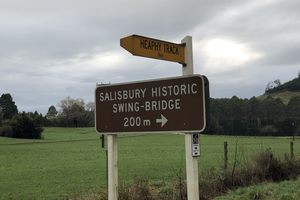 HEAPHY TRACK
SALISBURY HISTORIC
SWING-BRIDGE
200 m →